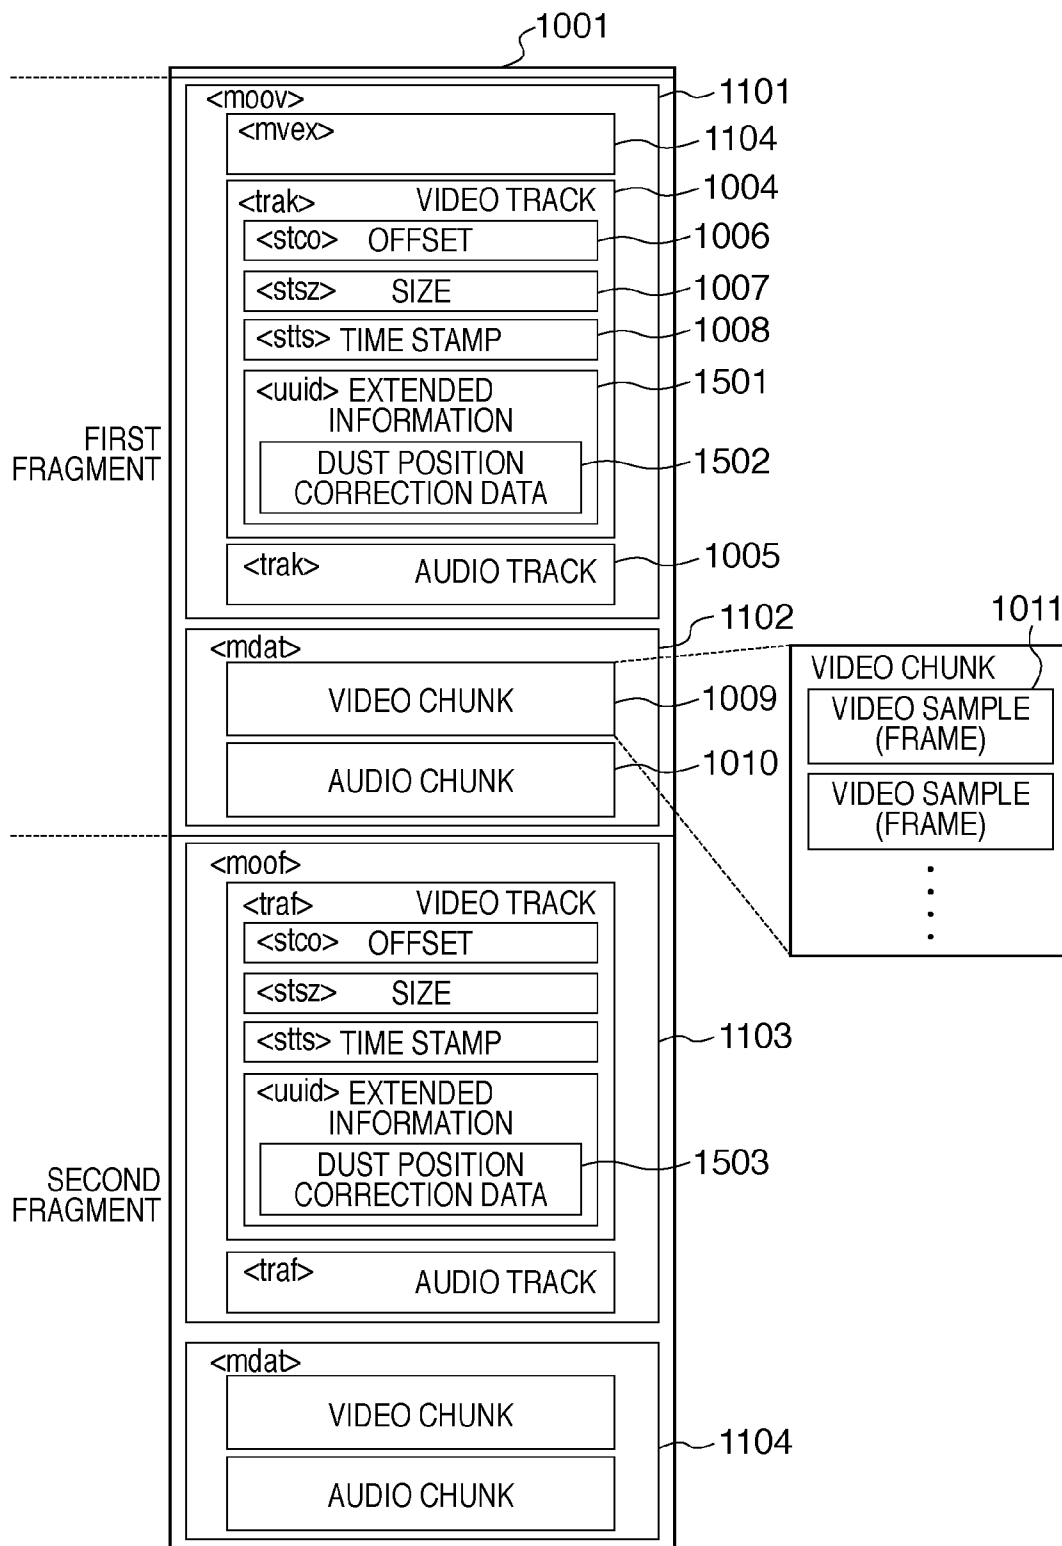 1001
<moov> 1101
<mvex> 1104
<trak> VIDEO TRACK 1004
<stco> OFFSET 1006
<stsz> SIZE 1007
<stts> TIME STAMP 1008
<uuid> EXTENDED 1501
INFORMATION
DUST POSITION 1502
CORRECTION DATA
FIRST
FRAGMENT
<trak> AUDIO TRACK 1005
<mdat> 1102
VIDEO CHUNK 1009
AUDIO CHUNK 1010
1011
VIDEO CHUNK
VIDEO SAMPLE
(FRAME)
VIDEO SAMPLE
(FRAME)
<moof> 1103
<traf> VIDEO TRACK
<stco> OFFSET
<stsz> SIZE
<stts> TIME STAMP
<uuid> EXTENDED
INFORMATION
DUST POSITION 1503
CORRECTION DATA
SECOND
FRAGMENT
<traf> AUDIO TRACK
<mdat> 1104
VIDEO CHUNK
AUDIO CHUNK